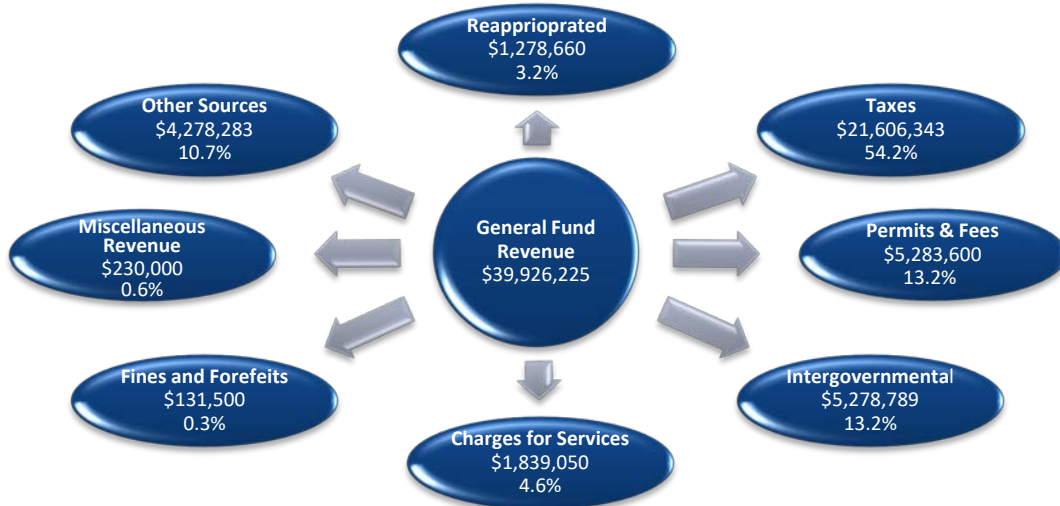 Reapprioprated
$1,278,660
3.2%
Other Sources
$4,278,283
10.7%
Taxes
$21,606,343
54.2%
General Fund
Revenue
$39,926,225
Miscellaneous
Revenue
$230,000
0.6%
Permits & Fees
$5,283,600
13.2%
Fines and Forefeits
$131,500
0.3%
Intergovernmental
$5,278,789
13.2%
Charges for Services
$1,839,050
4.6%